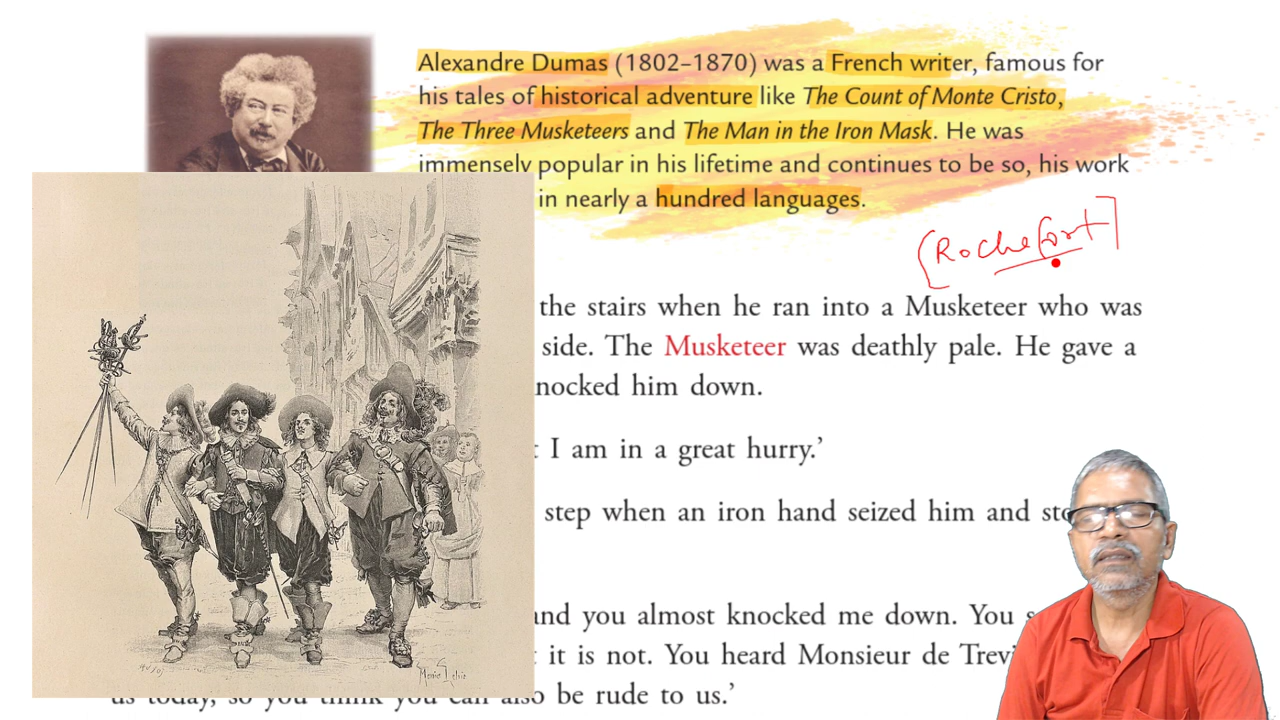 Alexandre Dumas (1802–1870) was a French writer, famous for
his tales of historical adventure like The Count of Monte Cristo,
The Three Musketeers and The Man in the Iron Mask. He was
immensely popular in his lifetime and continues to be so, his work
in nearly a hundred languages.
[Rochefort]
the stairs when he ran into a Musketeer who was
side. The Musketeer was deathly pale. He gave a
knocked him down.
I am in a great hurry.’
step when an iron hand seized him and
and you almost knocked me down. You
it is not. You heard Monsieur de
us today, so you think you can also be rude to us.’